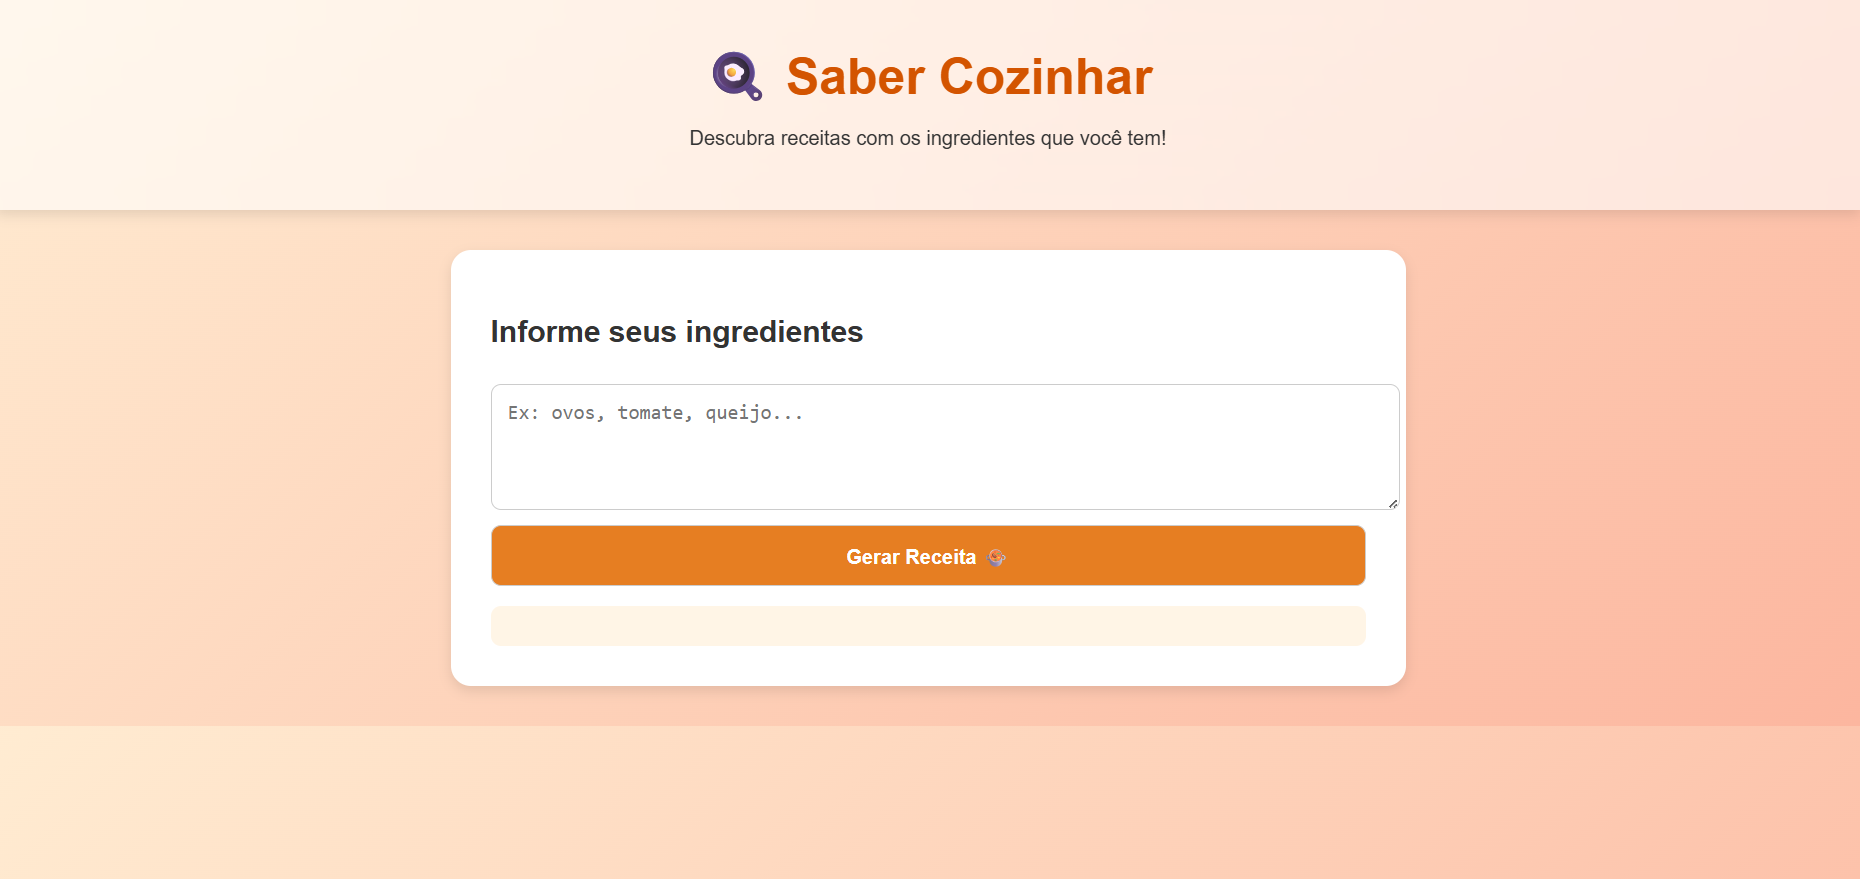 Saber Cozinhar
Descubra receitas com os ingredientes que você tem!
Informe seus ingredientes
Ex: ovos, tomate, queijo...
Gerar Receita